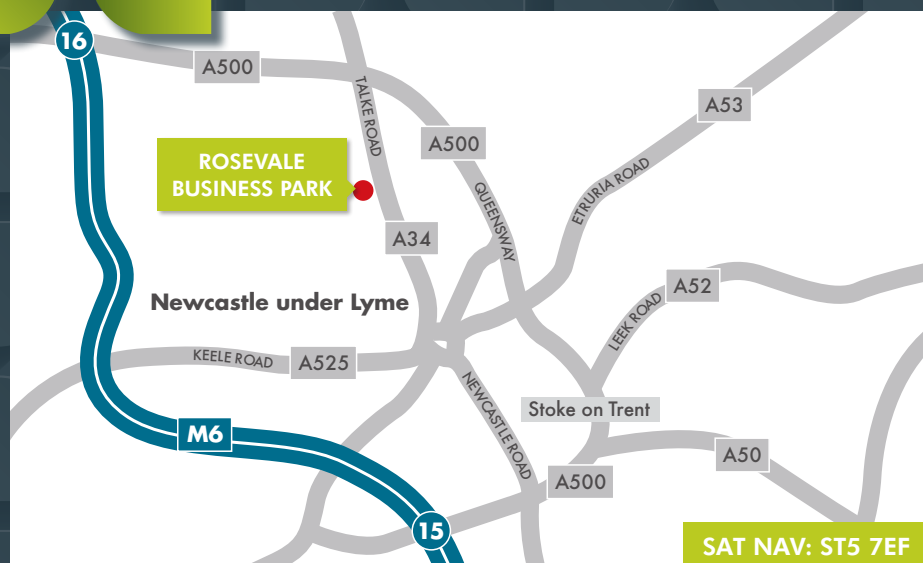 16
A500
TALKE ROAD
A53
A500
ROSEVALE
BUSINESS PARK
QUEENSWAY
ETRURIA ROAD
A34
A52
Newcastle under Lyme
LEEK ROAD
KEELE ROAD
A525
NEWCASTLE ROAD
Stoke on Trent
M6
A50
A500
15
SAT NAV: ST5 7EF